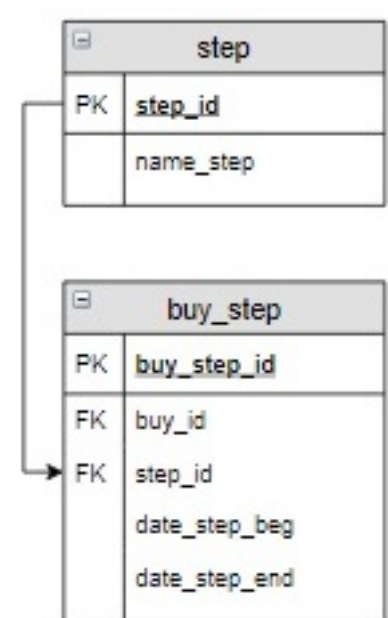 step
PK step_id
name_step
buy_step
PK buy_step_id
FK buy_id
FK step_id
date_step_beg
date_step_end